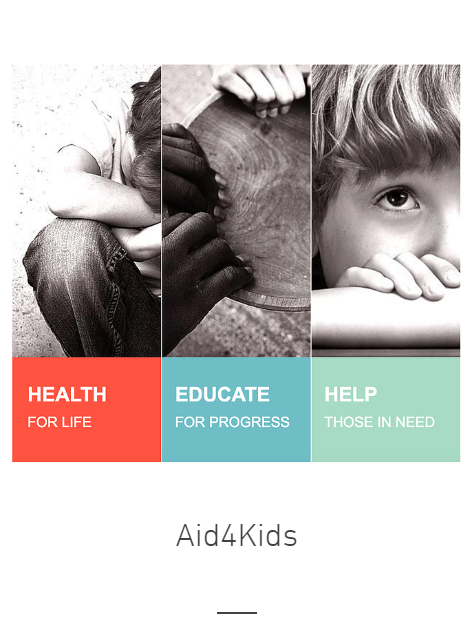 HEALTH
FOR LIFE
EDUCATE
FOR PROGRESS
HELP
THOSE IN NEED
Aid4Kids